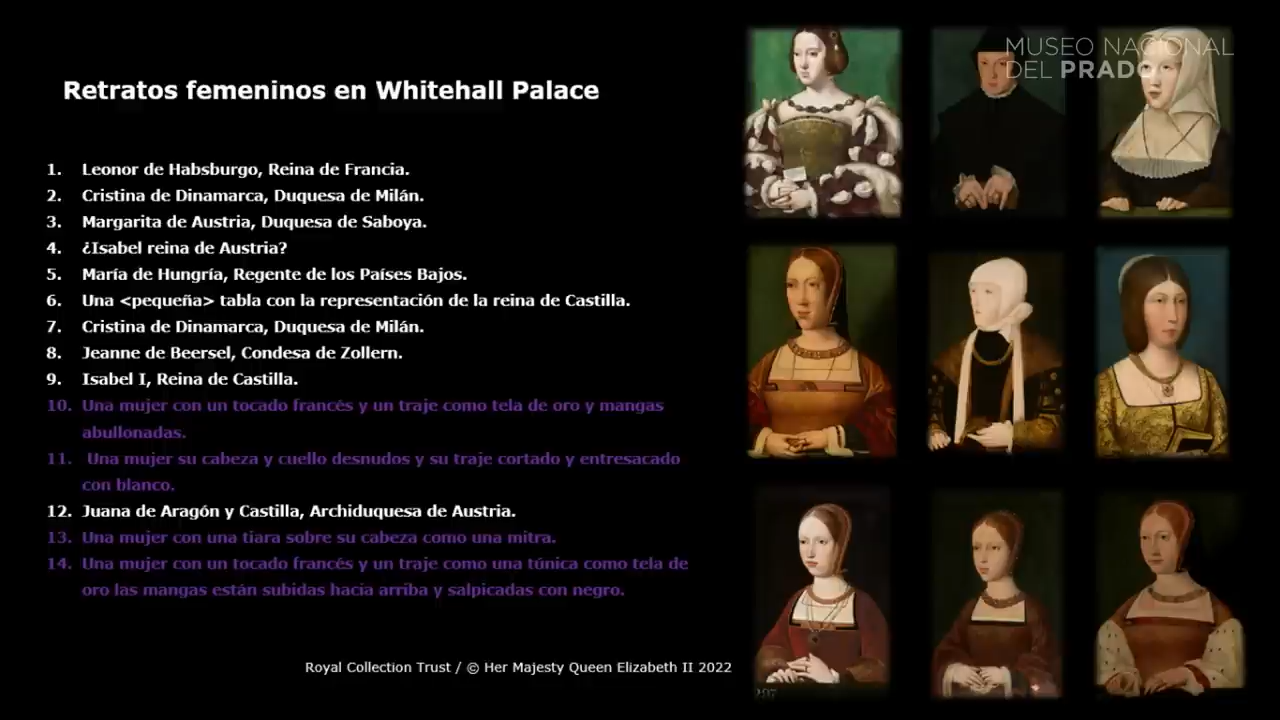 MUSEO NACIONAL
DEL PRADO
Retratos femeninos en Whitehall Palace
1. Leonor de Habsburgo, Reina de Francia.
2. Cristina de Dinamarca, Duquesa de Milán.
3. Margarita de Austria, Duquesa de Saboya.
4. ¿Isabel reina de Austria?
5. María de Hungría, Regente de los Países Bajos.
6. Una <pequeña> tabla con la representación de la reina de Castilla.
7. Cristina de Dinamarca, Duquesa de Milán.
8. Jeanne de Beersel, Condesa de Zollern.
9. Isabel I, Reina de Castilla.
10. Una mujer con un tocado francés y un traje como tela de oro y mangas
abullonadas.
11. Una mujer su cabeza y cuello desnudos y su traje cortado y entresacado
con blanco.
12. Juana de Aragón y Castilla, Archiduquesa de Austria.
13. Una mujer con una tiara sobre su cabeza como una mitra.
14. Una mujer con un tocado francés y un traje como una túnica como tela de
oro las mangas están subidas hacia arriba y salpicadas con negro.
Royal Collection Trust / © Her Majesty Queen Elizabeth II 2022